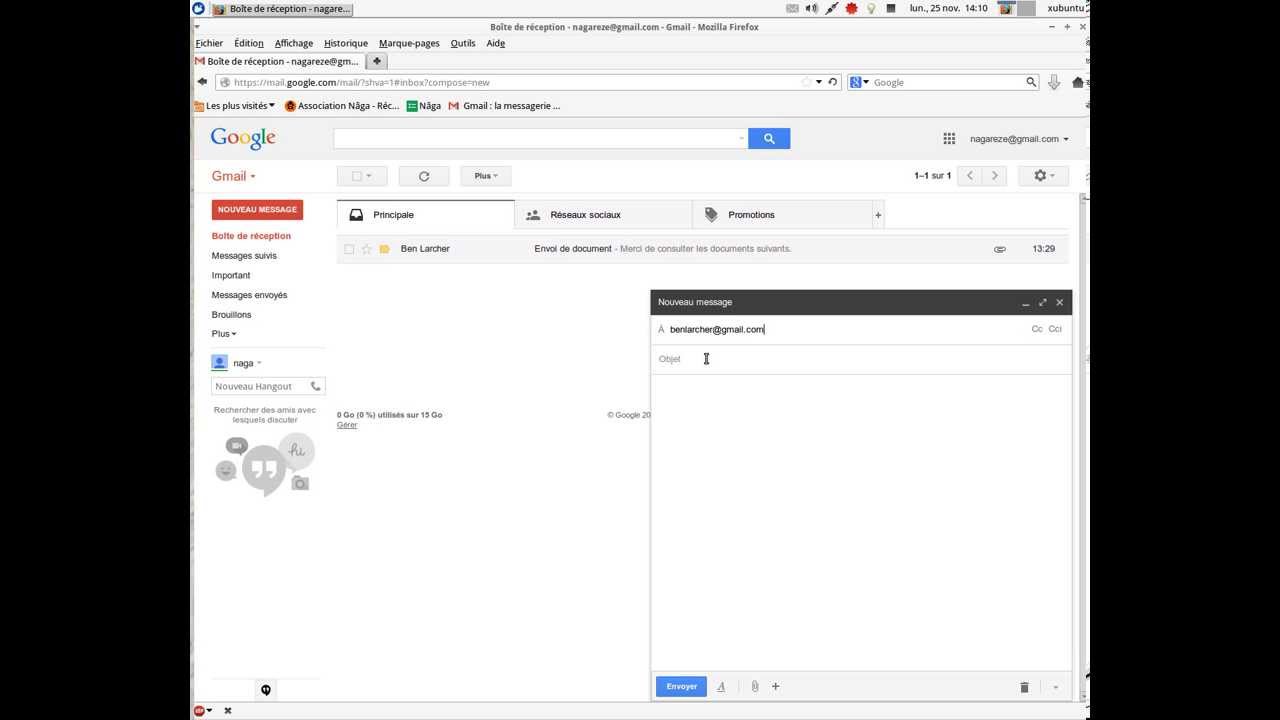 Boîte de réception - nagare...
lun., 25 nov. 14:10
xubuntu
Boîte de réception - nagareze@gmail.com - Gmail - Mozilla Firefox
Fichier Édition Affichage Historique Marque-pages Outils Aide
Boîte de réception - nagareze@gm...
https://mail.google.com/mail/?shva=1#inbox?compose=new
Google
Les plus visités
Association Nâga - Réc...
Nâga
Gmail : la messagerie ...
Google
nagareze@gmail.com
Gmail
Plus
1–1 sur 1
NOUVEAU MESSAGE
Principale
Réseaux sociaux
Promotions
+
Boîte de réception
Ben Larcher
Envoi de document - Merci de consulter les documents suivants.
13:29
Messages suivis
Important
Messages envoyés
Brouillons
Plus
Nouveau message
À benlarcher@gmail.com
Cc Cci
Objet
naga
Nouveau Hangout
Rechercher des amis avec
lesquels discuter
hi
0 Go (0 %) utilisés sur 15 Go
Gérer
© Google 20
Envoyer
A
+
ABP